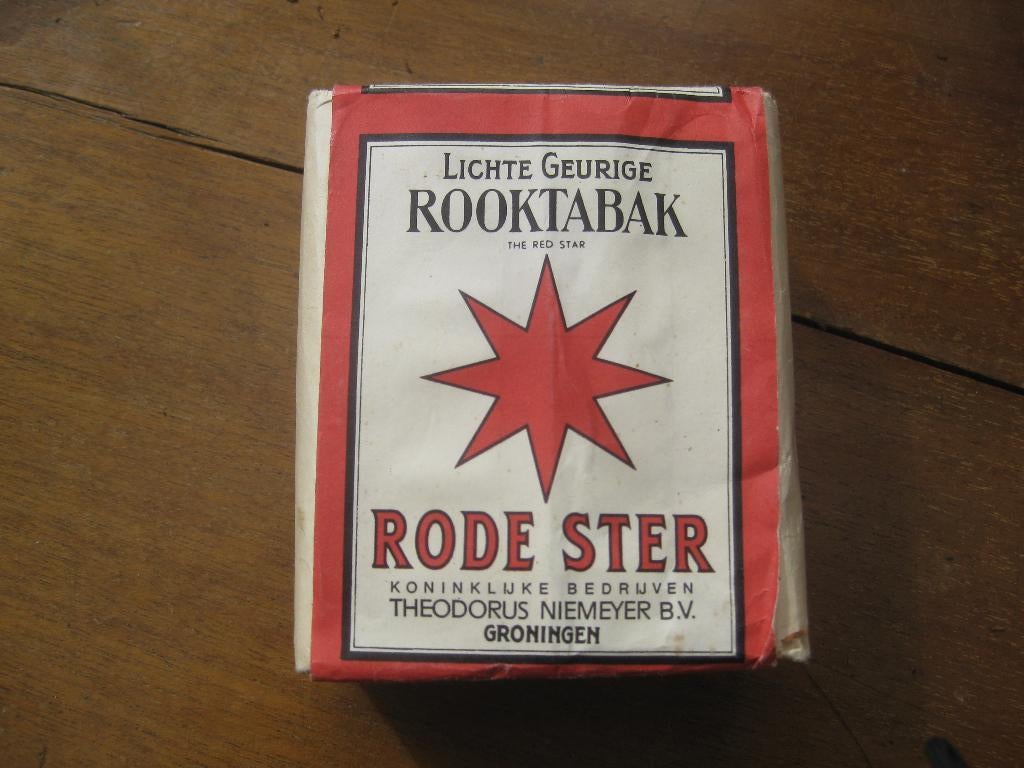 LICHTE GEURIGE
ROOKTABAK
THE RED STAR
RODE STER
KONINKLIJKE BEDRIJVEN
THEODORUS NIEMEYER B.V.
GRONINGEN